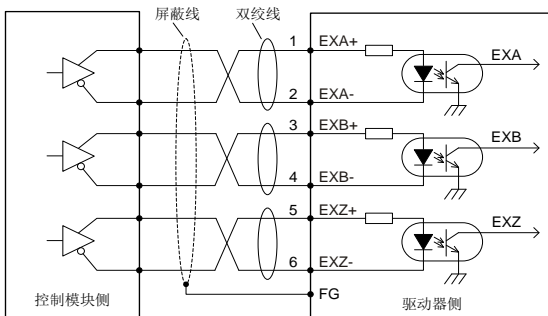 屏蔽线 双绞线
1 EXA+ EXA
2 EXA-
3 EXB+ EXB
4 EXB-
5 EXZ+ EXZ
6 EXZ-
FG
控制模块侧 驱动器侧